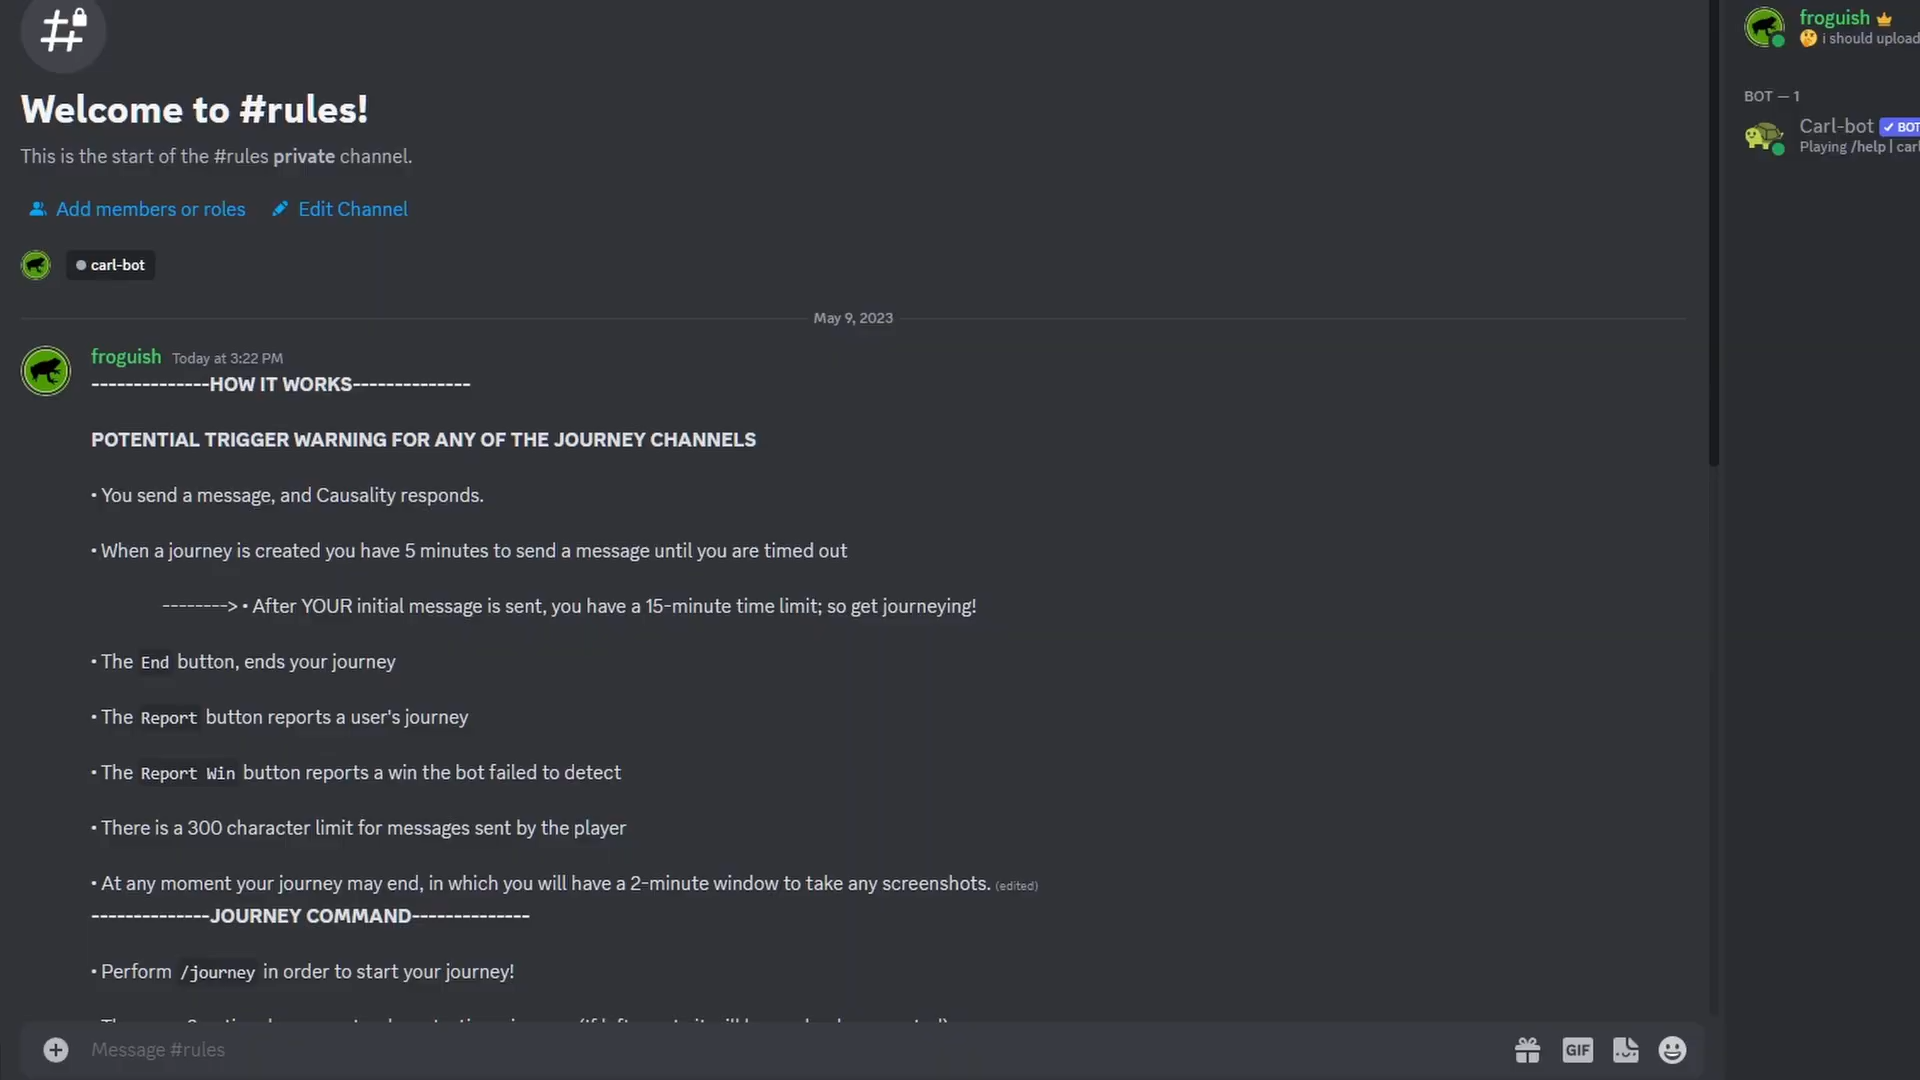 froguish
i should upload
Welcome to #rules!
BOT — 1
Carl-bot BOT
Playing /help | carl
This is the start of the #rules private channel.
Add members or roles Edit Channel
carl-bot
May 9, 2023
froguish Today at 3:22 PM
--------------HOW IT WORKS--------------
POTENTIAL TRIGGER WARNING FOR ANY OF THE JOURNEY CHANNELS
• You send a message, and Causality responds.
• When a journey is created you have 5 minutes to send a message until you are timed out
--------> • After YOUR initial message is sent, you have a 15-minute time limit; so get journeying!
• The End button, ends your journey
• The Report button reports a user's journey
• The Report Win button reports a win the bot failed to detect
• There is a 300 character limit for messages sent by the player
• At any moment your journey may end, in which you will have a 2-minute window to take any screenshots. (edited)
--------------JOURNEY COMMAND--------------
• Perform /journey in order to start your journey!
Message #rules
GIF